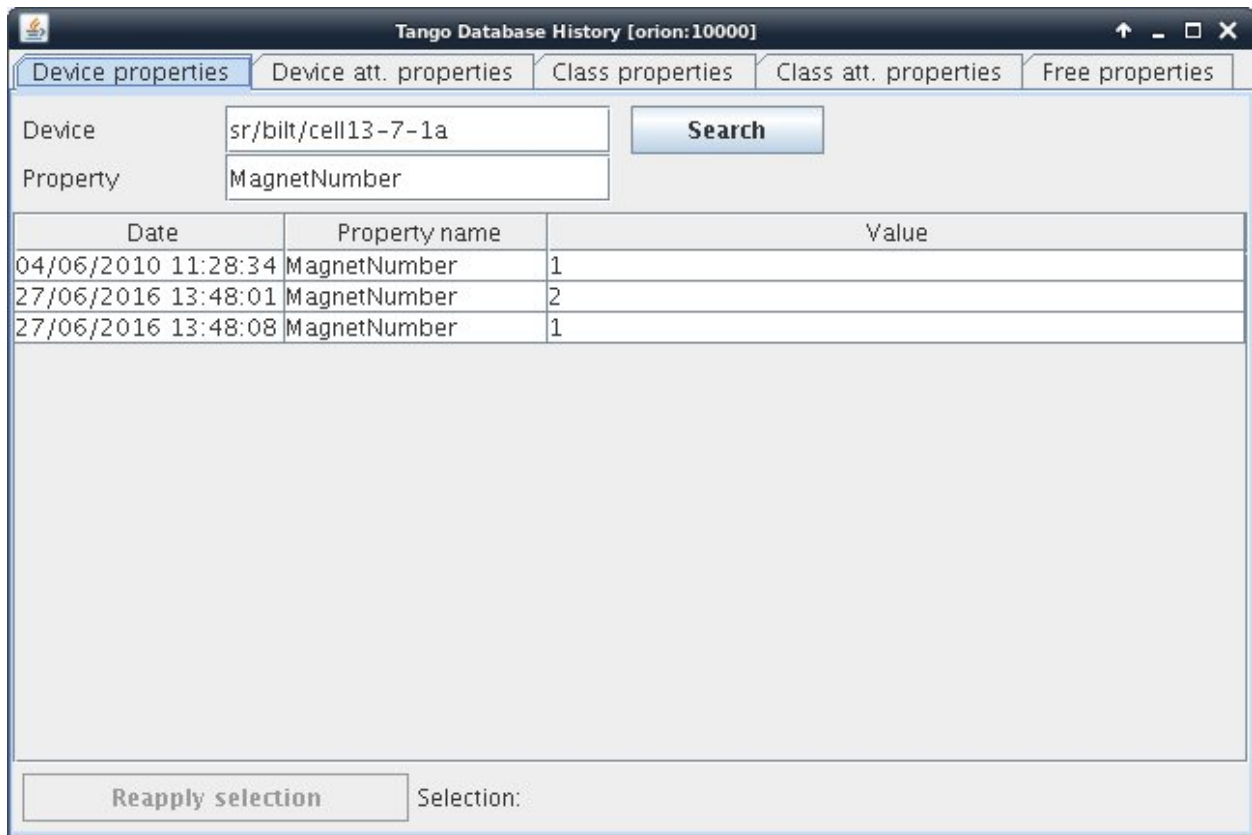 Tango Database History [orion:10000]
Device properties Device att. properties Class properties Class att. properties Free properties
Device sr/bilt/cell13-7-1a Search
Property MagnetNumber
Date Property name Value
04/06/2010 11:28:34 MagnetNumber 1
27/06/2016 13:48:01 MagnetNumber 2
27/06/2016 13:48:08 MagnetNumber 1
Reapply selection Selection: